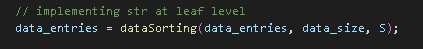 // implementing str at leaf level
data_entries = dataSorting(data_entries, data_size, S);